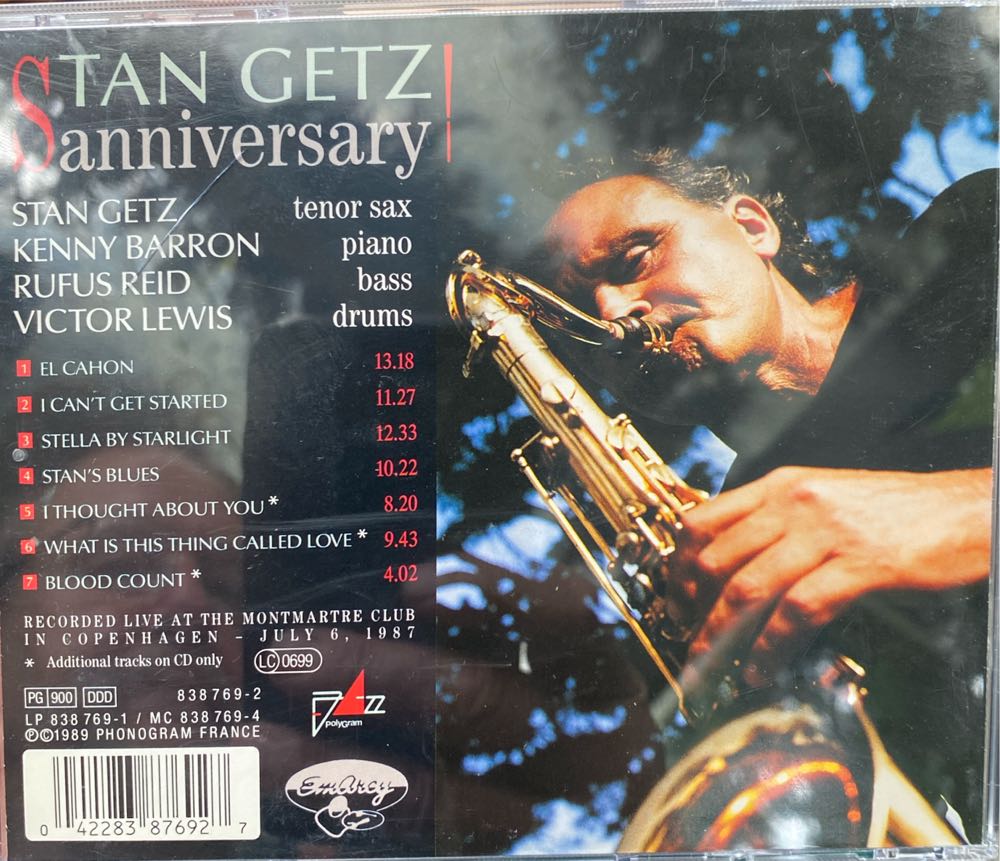 STAN GETZ
anniversary!
STAN GETZ tenor sax
KENNY BARRON piano
RUFUS REID bass
VICTOR LEWIS drums
1 EL CAHON 13.18
2 I CAN'T GET STARTED 11.27
3 STELLA BY STARLIGHT 12.33
4 STAN'S BLUES 10.22
5 I THOUGHT ABOUT YOU * 8.20
6 WHAT IS THIS THING CALLED LOVE * 9.43
7 BLOOD COUNT * 4.02
RECORDED LIVE AT THE MONTMARTRE CLUB
IN COPENHAGEN - JULY 6, 1987
* Additional tracks on CD only LC 0699
PG 900 DDD 838 769-2
LP 838 769-1 / MC 838 769-4
℗©1989 PHONOGRAM FRANCE
JAZZ
PolyGram
EmArcy
0 42283 87692 7